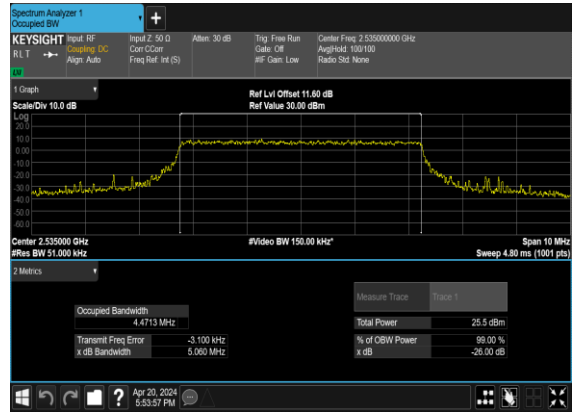 Spectrum Analyzer 1
Occupied BW
+
KEYSIGHT Input: RF Input Z: 50 Ω Atten: 30 dB Trig: Free Run Center Freq: 2.535000000 GHz
RLT Coupling: DC Corr CCorr Gate: Off Avg|Hold: 100/100
Align: Auto Freq Ref: Int (S) #IF Gain: Low Radio Std: None
1 Graph
Ref Lvl Offset 11.60 dB
Scale/Div 10.0 dB Ref Value 30.00 dBm
Log
20.0
10.0
0.00
-10.0
-20.0
-30.0
-40.0
-50.0
-60.0
Center 2.535000 GHz #Video BW 150.00 kHz* Span 10 MHz
#Res BW 51.000 kHz Sweep 4.80 ms (1001 pts)
2 Metrics
Measure Trace Trace 1
Occupied Bandwidth
4.4713 MHz Total Power 25.5 dBm
Transmit Freq Error -3.100 kHz % of OBW Power 99.00 %
x dB Bandwidth 5.060 MHz x dB -26.00 dB
? Apr 20, 2024
5:53:57 PM